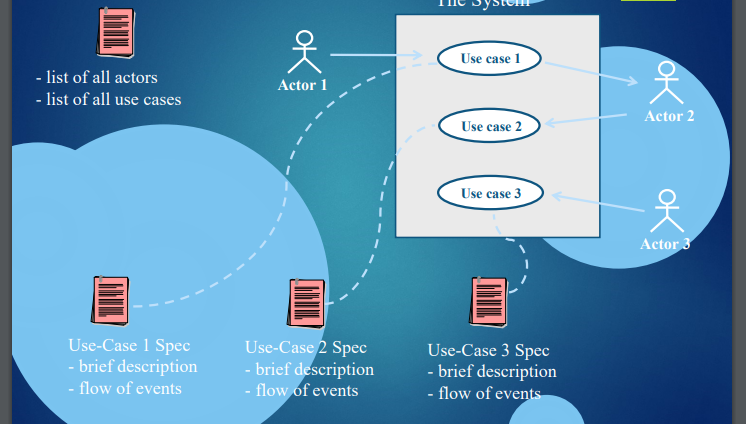 The System
- list of all actors
- list of all use cases
Actor 1
Use case 1
Actor 2
Use case 2
Use case 3
Actor 3
Use-Case 1 Spec
- brief description
- flow of events
Use-Case 2 Spec
- brief description
- flow of events
Use-Case 3 Spec
- brief description
- flow of events